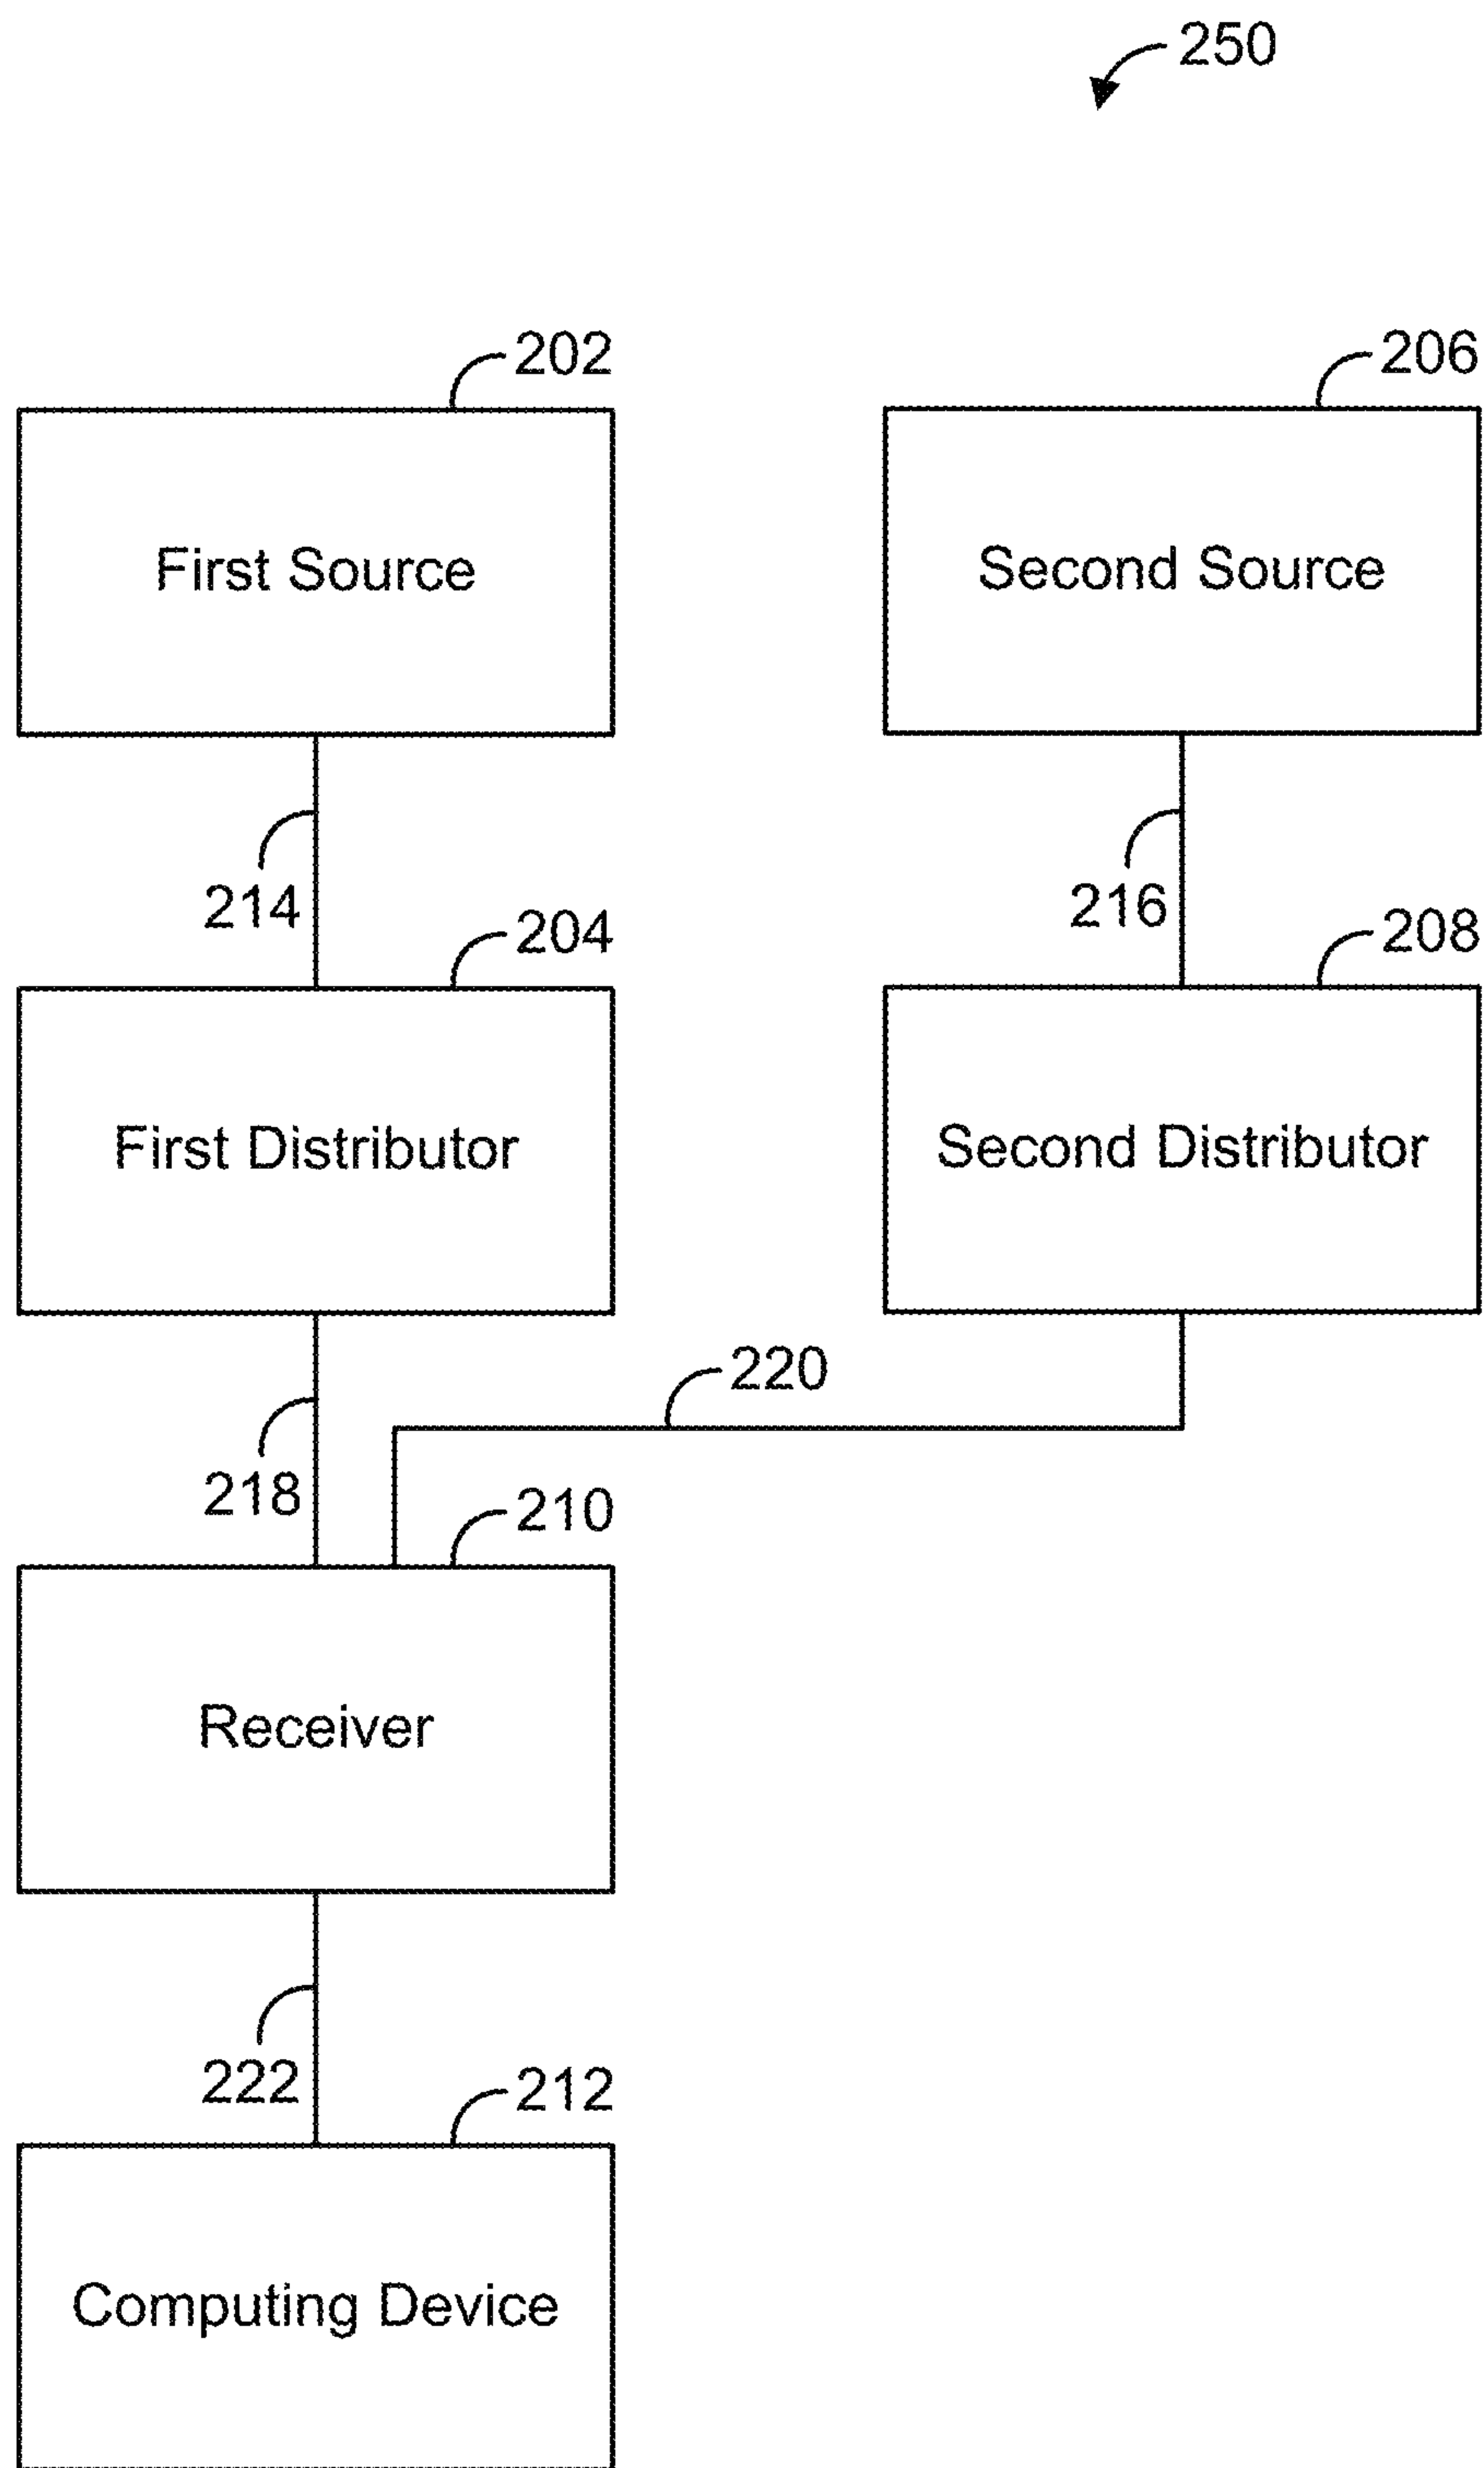 250
202
206
First Source
Second Source
214
216
204
208
First Distributor
Second Distributor
220
218
210
Receiver
222
212
Computing Device